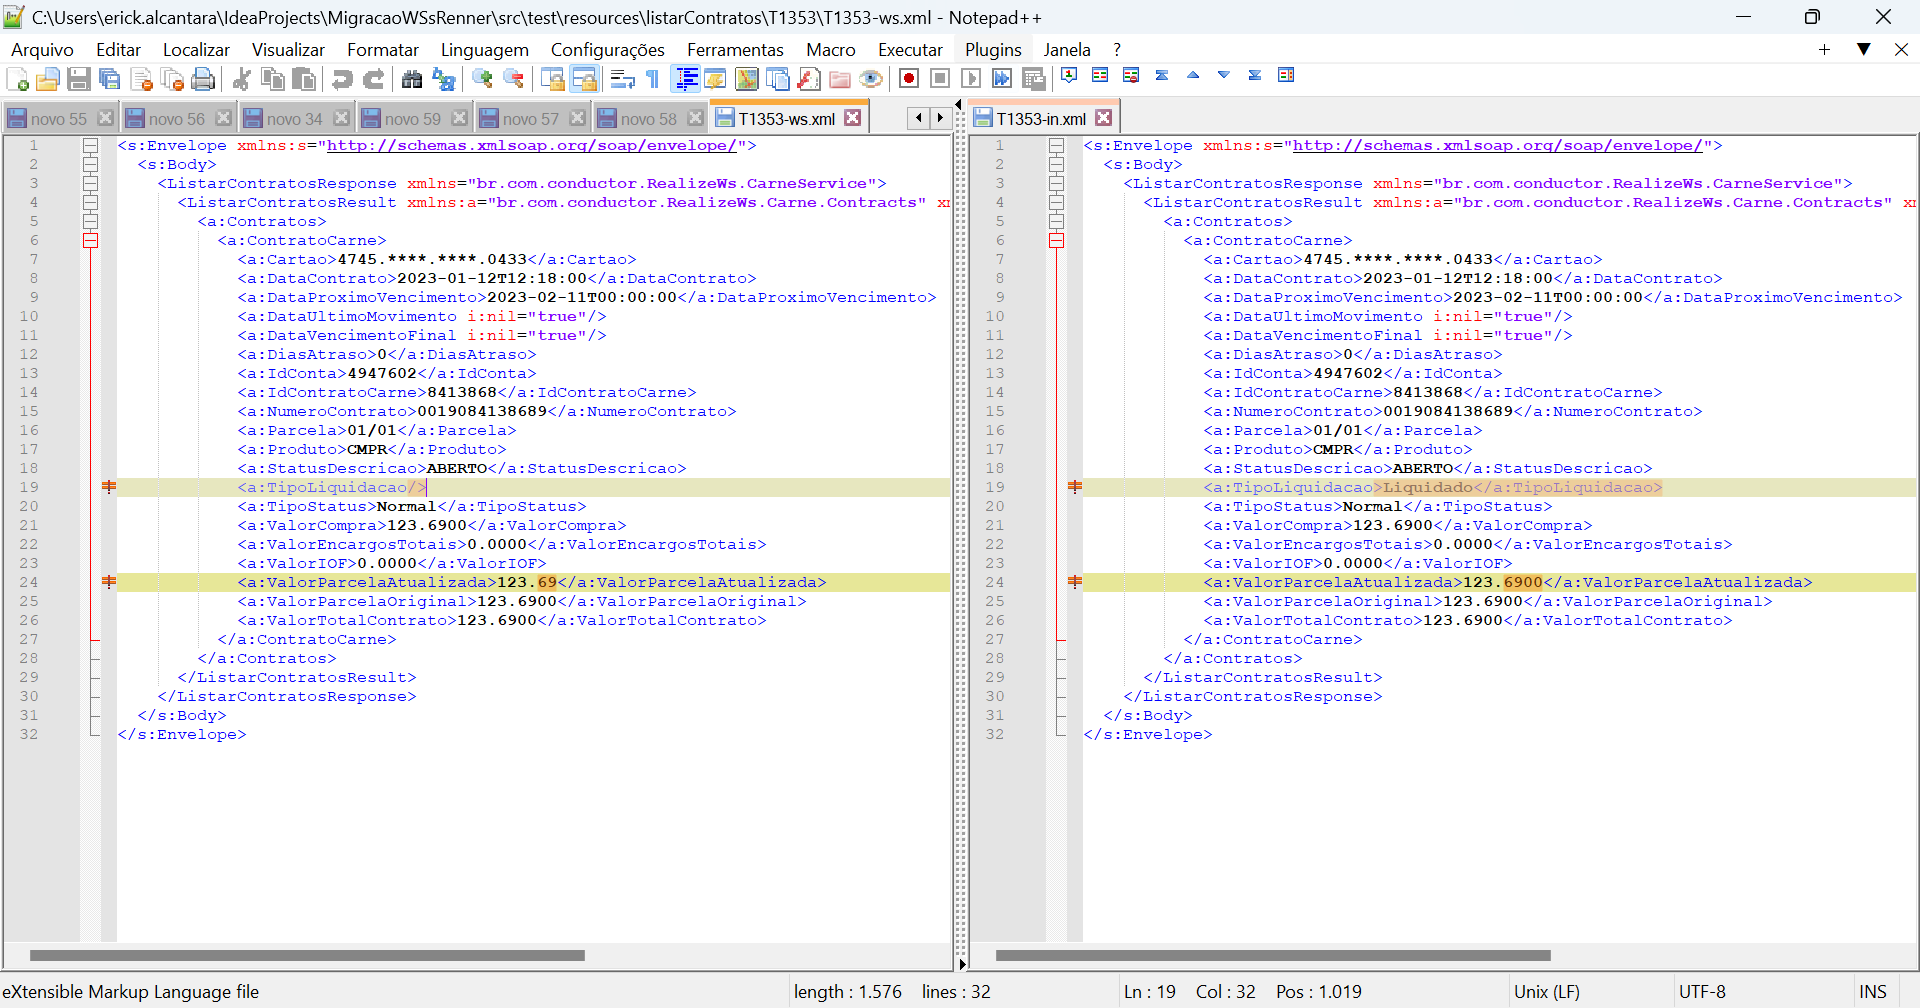 C:\Users\erick.alcantara\IdeaProjects\MigracaoWSsRenner\src\test\resources\listarContratos\T1353\T1353-ws.xml - Notepad++
Arquivo Editar Localizar Visualizar Formatar Linguagem Configurações Ferramentas Macro Executar Plugins Janela ?
novo 55 novo 56 novo 34 novo 59 novo 57 novo 58 T1353-ws.xml
1 <s:Envelope xmlns:s="http://schemas.xmlsoap.org/soap/envelope/">
2 <s:Body>
3 <ListarContratosResponse xmlns="br.com.conductor.RealizeWs.CarneService">
4 <ListarContratosResult xmlns:a="br.com.conductor.RealizeWs.Carne.Contracts"
5 <a:Contratos>
6 <a:ContratoCarne>
7 <a:Cartao>4745.****.****.0433</a:Cartao>
8 <a:DataContrato>2023-01-12T12:18:00</a:DataContrato>
9 <a:DataProximoVencimento>2023-02-11T00:00:00</a:DataProximoVencimento>
10 <a:DataUltimoMovimento i:nil="true"/>
11 <a:DataVencimentoFinal i:nil="true"/>
12 <a:DiasAtraso>0</a:DiasAtraso>
13 <a:IdConta>4947602</a:IdConta>
14 <a:IdContratoCarne>8413868</a:IdContratoCarne>
15 <a:NumeroContrato>0019084138689</a:NumeroContrato>
16 <a:Parcela>01/01</a:Parcela>
17 <a:Produto>CMPR</a:Produto>
18 <a:StatusDescricao>ABERTO</a:StatusDescricao>
19 <a:TipoLiquidacao/>
20 <a:TipoStatus>Normal</a:TipoStatus>
21 <a:ValorCompra>123.6900</a:ValorCompra>
22 <a:ValorEncargosTotais>0.0000</a:ValorEncargosTotais>
23 <a:ValorIOF>0.0000</a:ValorIOF>
24 <a:ValorParcelaAtualizada>123.69</a:ValorParcelaAtualizada>
25 <a:ValorParcelaOriginal>123.6900</a:ValorParcelaOriginal>
26 <a:ValorTotalContrato>123.6900</a:ValorTotalContrato>
27 </a:ContratoCarne>
28 </a:Contratos>
29 </ListarContratosResult>
30 </ListarContratosResponse>
31 </s:Body>
32 </s:Envelope>
T1353-in.xml
1 <s:Envelope xmlns:s="http://schemas.xmlsoap.org/soap/envelope/">
2 <s:Body>
3 <ListarContratosResponse xmlns="br.com.conductor.RealizeWs.CarneService">
4 <ListarContratosResult xmlns:a="br.com.conductor.RealizeWs.Carne.Contracts"
5 <a:Contratos>
6 <a:ContratoCarne>
7 <a:Cartao>4745.****.****.0433</a:Cartao>
8 <a:DataContrato>2023-01-12T12:18:00</a:DataContrato>
9 <a:DataProximoVencimento>2023-02-11T00:00:00</a:DataProximoVencimento>
10 <a:DataUltimoMovimento i:nil="true"/>
11 <a:DataVencimentoFinal i:nil="true"/>
12 <a:DiasAtraso>0</a:DiasAtraso>
13 <a:IdConta>4947602</a:IdConta>
14 <a:IdContratoCarne>8413868</a:IdContratoCarne>
15 <a:NumeroContrato>0019084138689</a:NumeroContrato>
16 <a:Parcela>01/01</a:Parcela>
17 <a:Produto>CMPR</a:Produto>
18 <a:StatusDescricao>ABERTO</a:StatusDescricao>
19 <a:TipoLiquidacao>Liquidado</a:TipoLiquidacao>
20 <a:TipoStatus>Normal</a:TipoStatus>
21 <a:ValorCompra>123.6900</a:ValorCompra>
22 <a:ValorEncargosTotais>0.0000</a:ValorEncargosTotais>
23 <a:ValorIOF>0.0000</a:ValorIOF>
24 <a:ValorParcelaAtualizada>123.6900</a:ValorParcelaAtualizada>
25 <a:ValorParcelaOriginal>123.6900</a:ValorParcelaOriginal>
26 <a:ValorTotalContrato>123.6900</a:ValorTotalContrato>
27 </a:ContratoCarne>
28 </a:Contratos>
29 </ListarContratosResult>
30 </ListarContratosResponse>
31 </s:Body>
32 </s:Envelope>
eXtensible Markup Language file length : 1.576 lines : 32 Ln : 19 Col : 32 Pos : 1.019 Unix (LF) UTF-8 INS